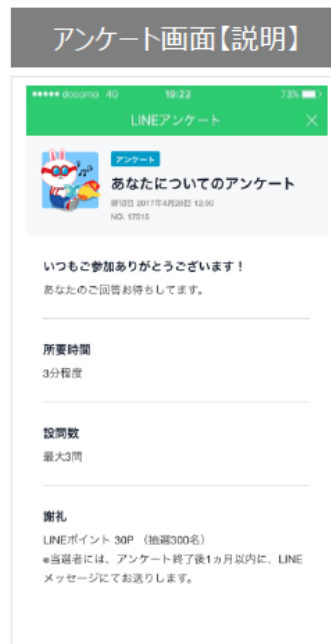 アンケート画面【説明】
docomo 4G 19:22 73%
LINEアンケート ×
アンケート
あなたについてのアンケート
締切日 2017年4月28日 12:00
NO. 17015
いつもご参加ありがとうございます！
あなたのご回答お待ちしてます。
所要時間
3分程度
設問数
最大3問
謝礼
LINEポイント 30P （抽選300名）
※当選者には、アンケート終了後1ヵ月以内に、LINE
メッセージにてお送りします。